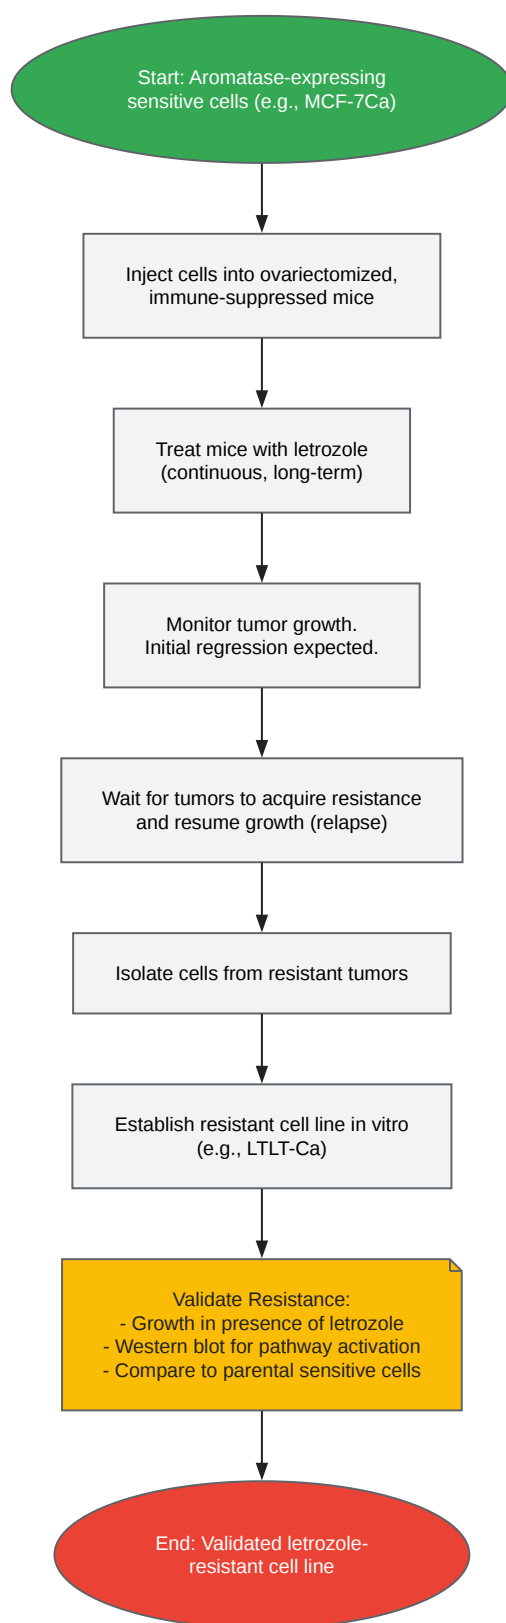 Start: Aromatase-expressing
sensitive cells (e.g., MCF-7Ca)
Inject cells into ovariectomized,
immune-suppressed mice
Treat mice with letrozole
(continuous, long-term)
Monitor tumor growth.
Initial regression expected.
Wait for tumors to acquire resistance
and resume growth (relapse)
Isolate cells from resistant tumors
Establish resistant cell line in vitro
(e.g., LTLT-Ca)
Validate Resistance:
- Growth in presence of letrozole
- Western blot for pathway activation
- Compare to parental sensitive cells
End: Validated letrozole-
resistant cell line